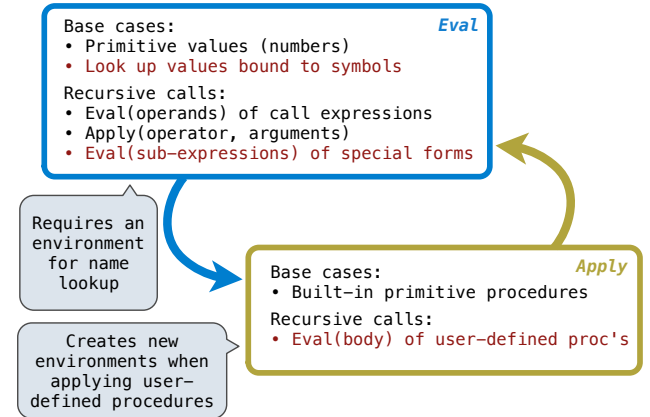 Base cases:
Eval
• Primitive values (numbers)
• Look up values bound to symbols
Recursive calls:
• Eval(operands) of call expressions
• Apply(operator, arguments)
• Eval(sub-expressions) of special forms
Requires an
environment
for name
lookup
Base cases:
Apply
• Built-in primitive procedures
Recursive calls:
• Eval(body) of user-defined proc's
Creates new
environments when
applying user-
defined procedures